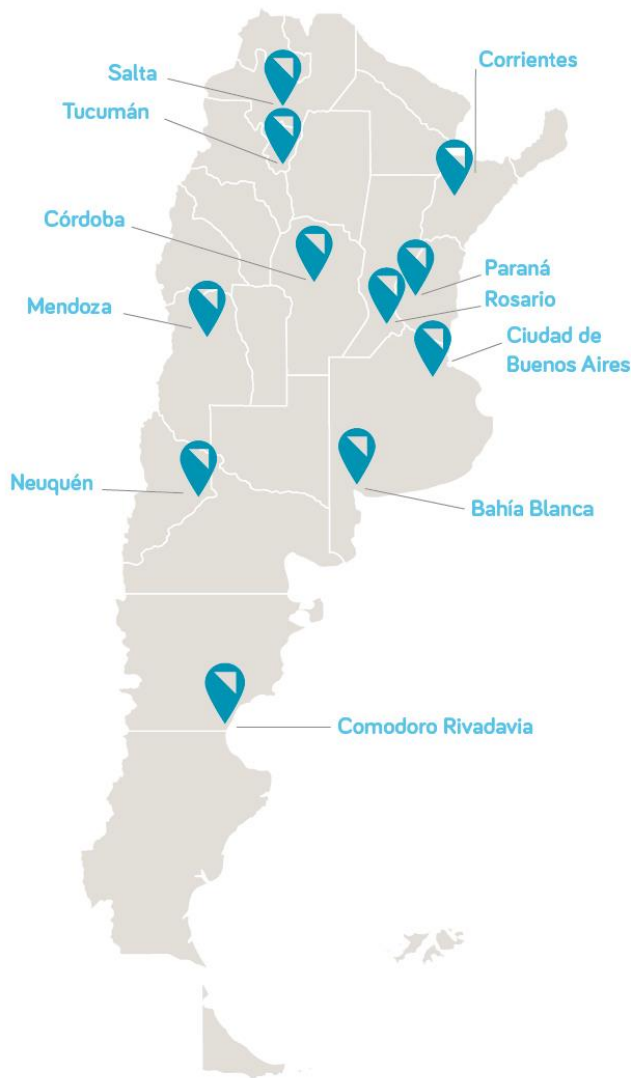 Corrientes
Salta
Tucumán
Córdoba
Paraná
Mendoza
Rosario
Ciudad de
Buenos Aires
Neuquén
Bahía Blanca
Comodoro Rivadavia